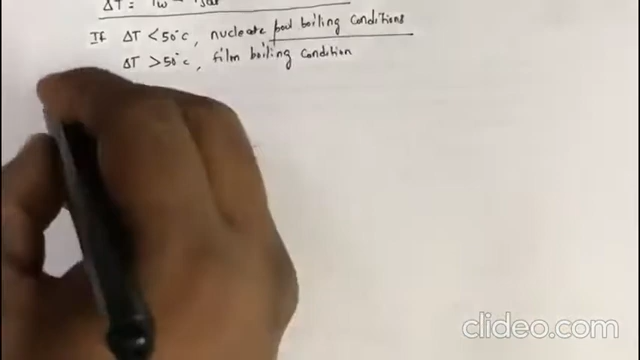 ΔT = Tw - Tsat
If ΔT < 50°c, nucleate pool boiling conditions
ΔT > 50°c, film boiling condition
clideo.com